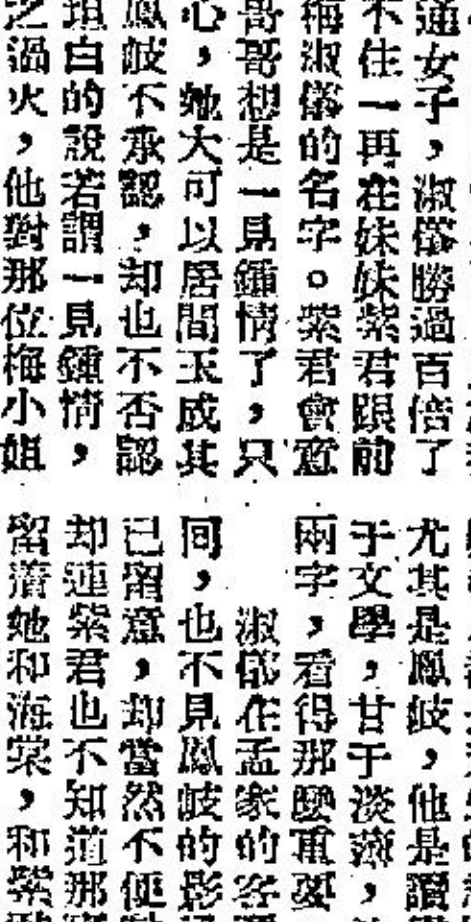 通女子，淑儀勝過百倍了
不住一再在妹妹紫君跟前
梅淑儀的名字。紫君會意
哥哥想是一見鍾情了，只
心，她大可以居間玉成其
鳳岐不承認，却也不否認
坦白的說若謂一見鍾情，
之過火，他對那位梅小姐
尤其是鳳岐，他是讀
于文學，甘于淡薄，
兩字，看得那麼重要
淑儀在孟家的客
同，也不見鳳岐的影
已留意，却當然不便
却連紫君也不知道那
留着她和海棠，和紫